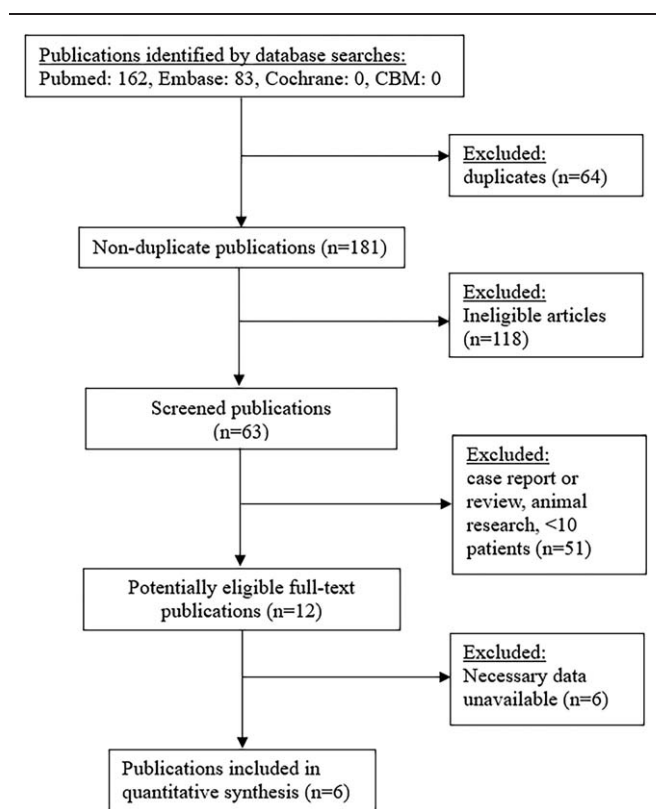 Publications identified by database searches:
Pubmed: 162, Embase: 83, Cochrane: 0, CBM: 0
Excluded:
duplicates (n=64)
Non-duplicate publications (n=181)
Excluded:
Ineligible articles
(n=118)
Screened publications
(n=63)
Excluded:
case report or
review, animal
research, <10
patients (n=51)
Potentially eligible full-text
publications (n=12)
Excluded:
Necessary data
unavailable (n=6)
Publications included in
quantitative synthesis (n=6)